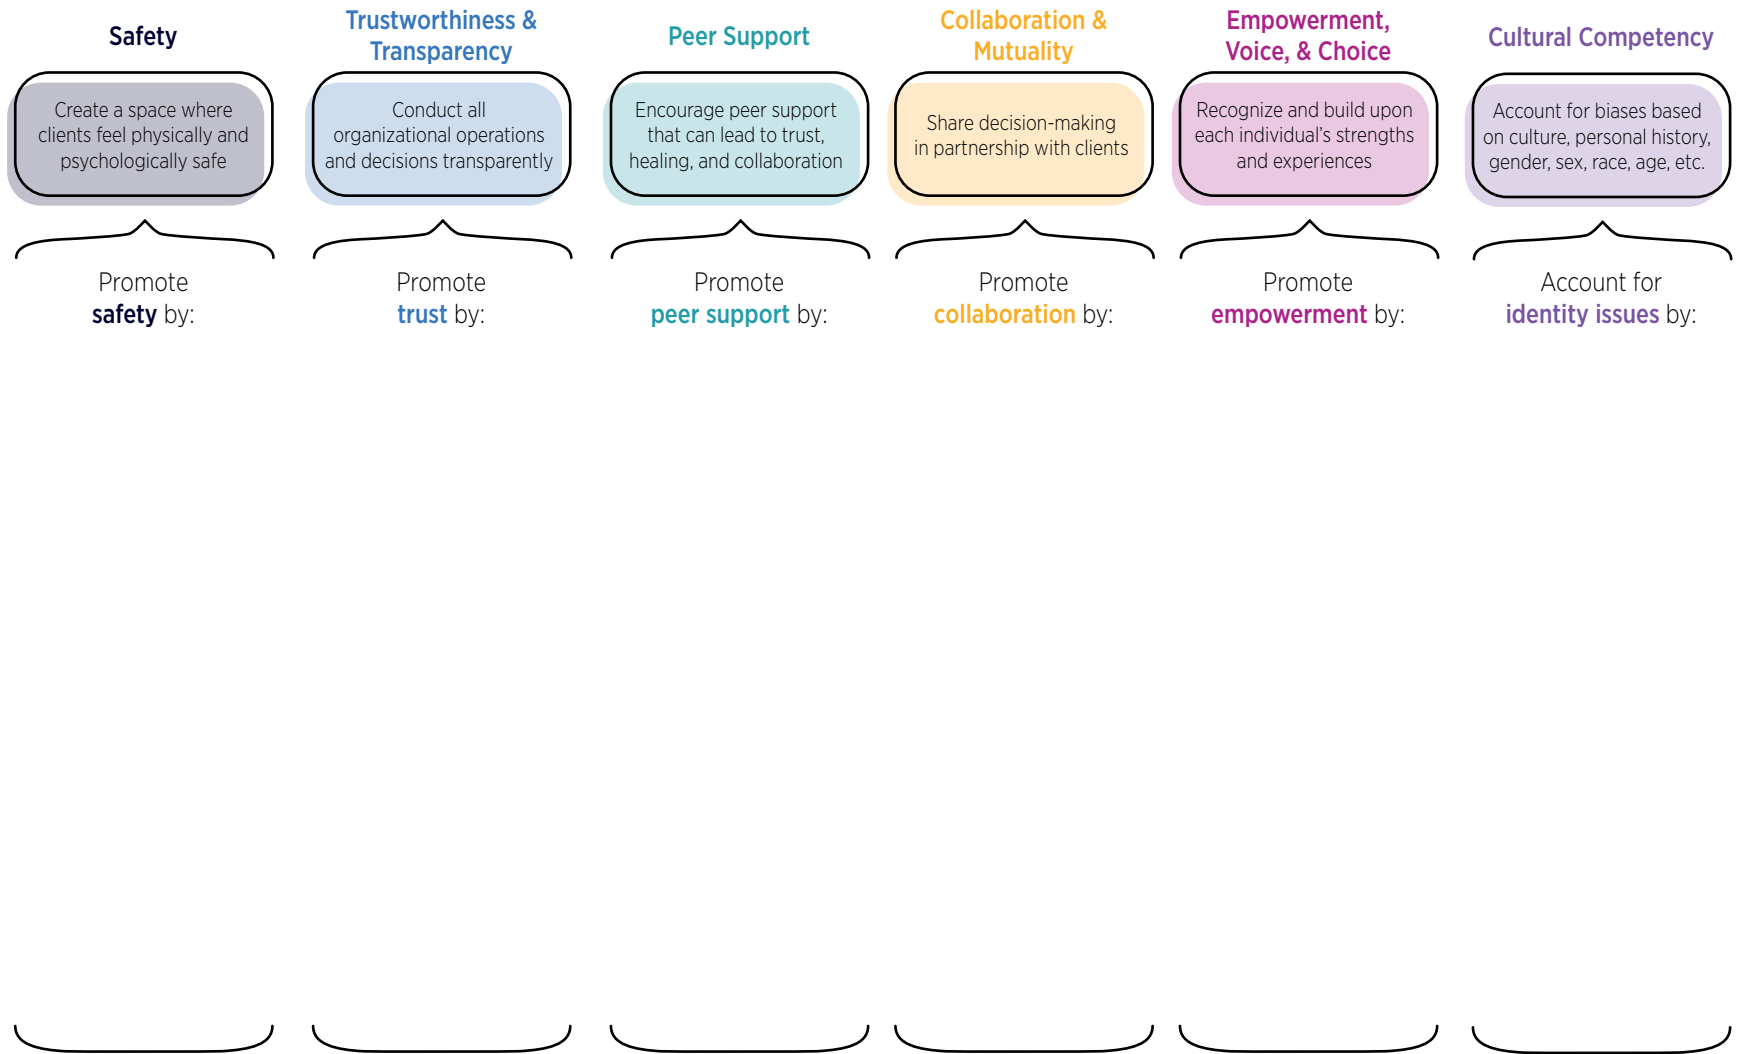 Safety
Create a space where
clients feel physically and
psychologically safe
Promote
safety by:
Trustworthiness &
Transparency
Conduct all
organizational operations
and decisions transparently
Promote
trust by:
Peer Support
Encourage peer support
that can lead to trust,
healing, and collaboration
Promote
peer support by:
Collaboration &
Mutuality
Share decision-making
in partnership with clients
Promote
collaboration by:
Empowerment,
Voice, & Choice
Recognize and build upon
each individual's strengths
and experiences
Promote
empowerment by:
Cultural Competency
Account for biases based
on culture, personal history,
gender, sex, race, age, etc.
Account for
identity issues by: